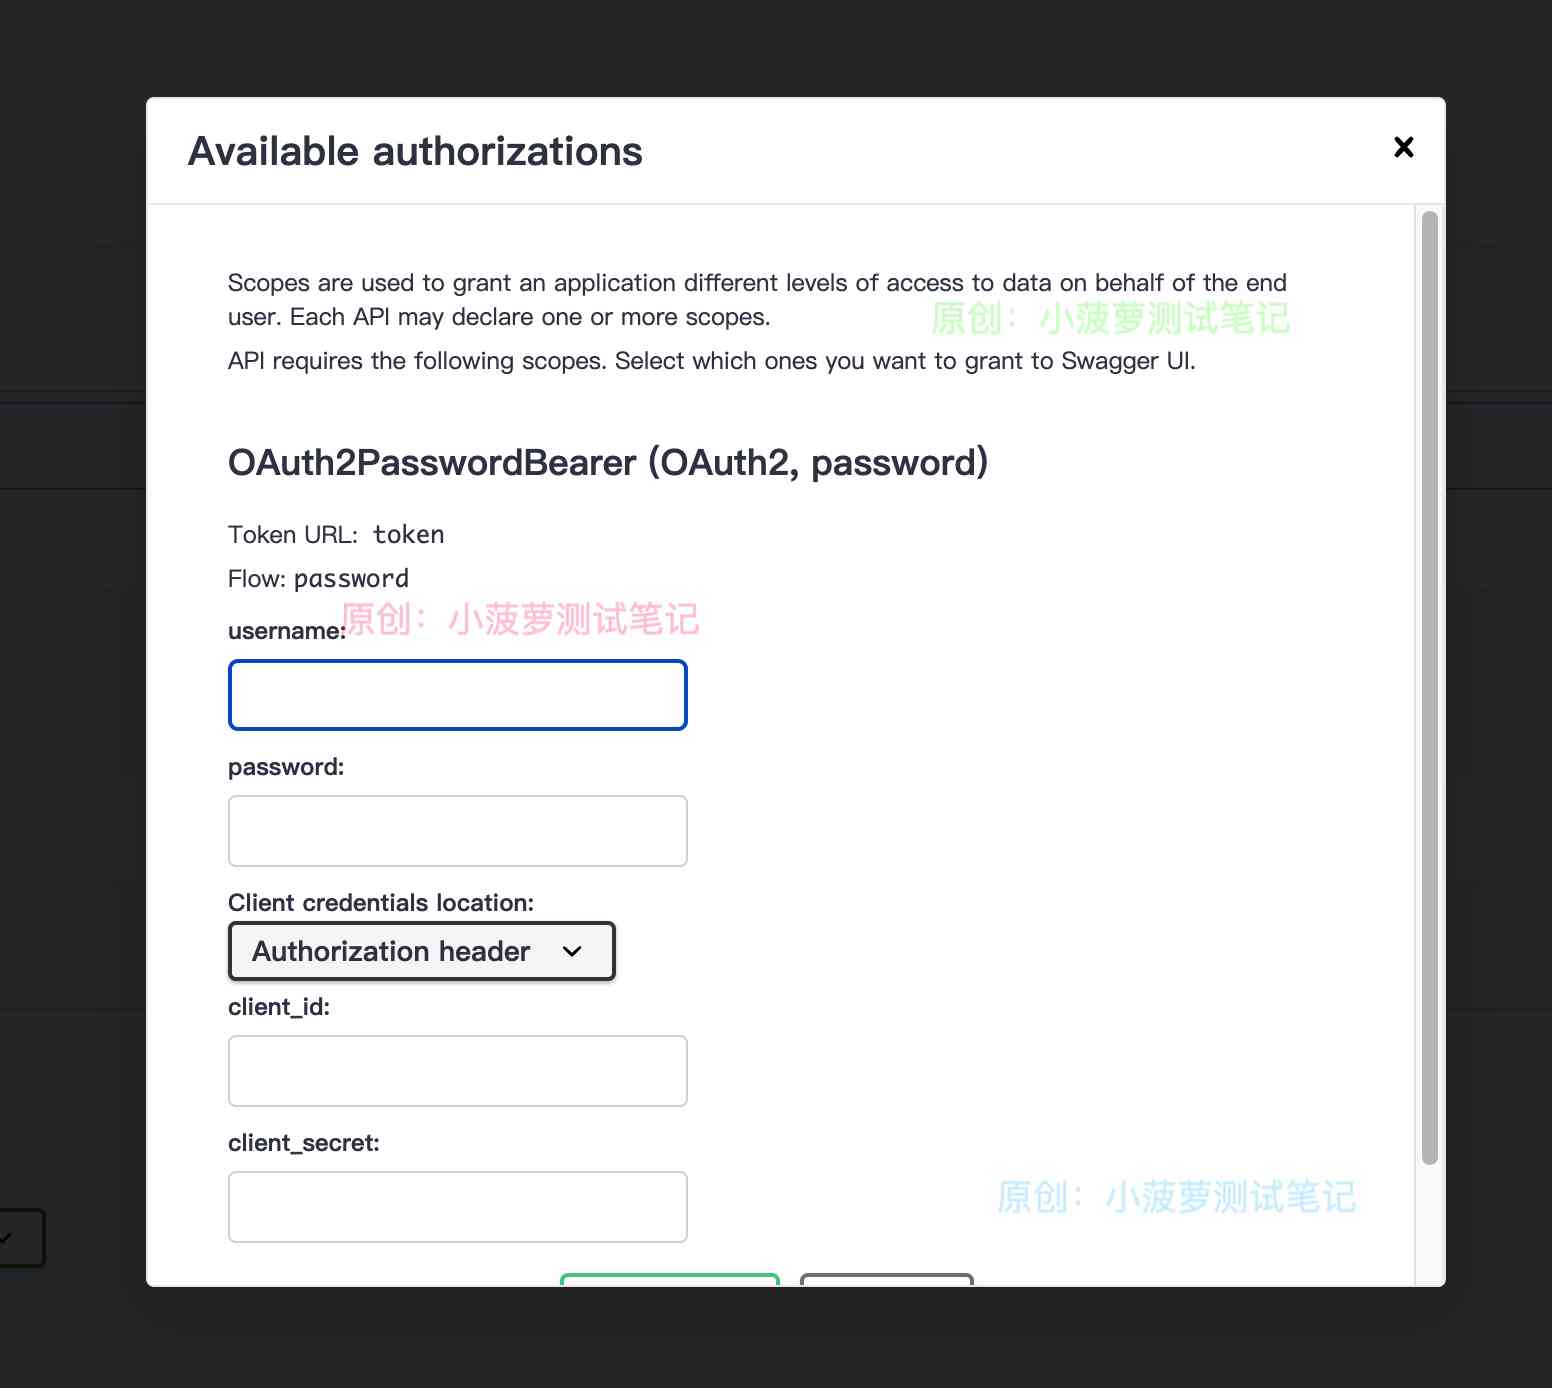 Available authorizations
Scopes are used to grant an application different levels of access to data on behalf of the end
user. Each API may declare one or more scopes.
原创：小菠萝测试笔记
API requires the following scopes. Select which ones you want to grant to Swagger UI.
OAuth2PasswordBearer (OAuth2, password)
Token URL: token
Flow: password
原创：小菠萝测试笔记
username:
password:
Client credentials location:
Authorization header
client_id:
client_secret:
原创：小菠萝测试笔记